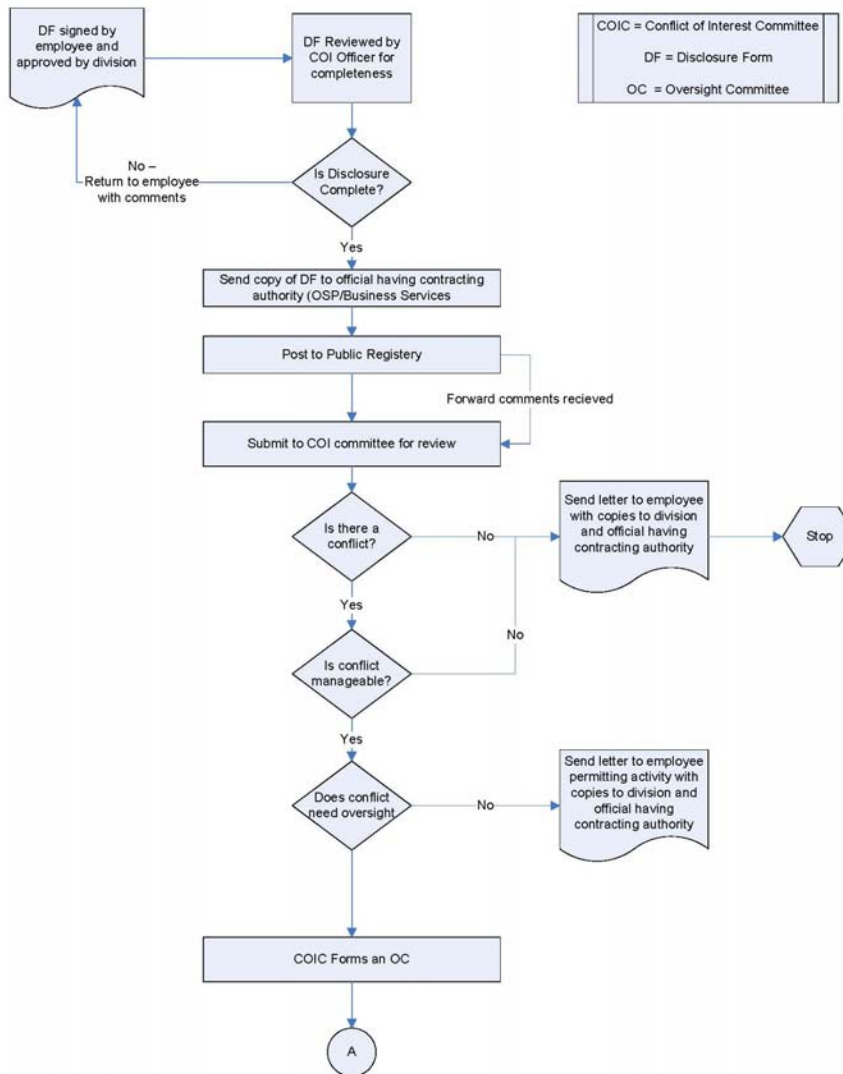 DF signed by
employee and
approved by division
DF Reviewed by
COI Officer for
completeness
COIC = Conflict of Interest Committee
DF = Disclosure Form
OC = Oversight Committee
No –
Return to employee
with comments
Is Disclosure
Complete?
Yes
Send copy of DF to official having contracting
authority (OSP/Business Services
Post to Public Registery
Forward comments recieved
Submit to COI committee for review
Is there a
conflict?
No
Send letter to employee
with copies to division
and official having
contracting authority
Stop
Yes
No
Is conflict
manageable?
Yes
Does conflict
need oversight
No
Send letter to employee
permitting activity with
copies to division and
official having
contracting authority
COIC Forms an OC
A